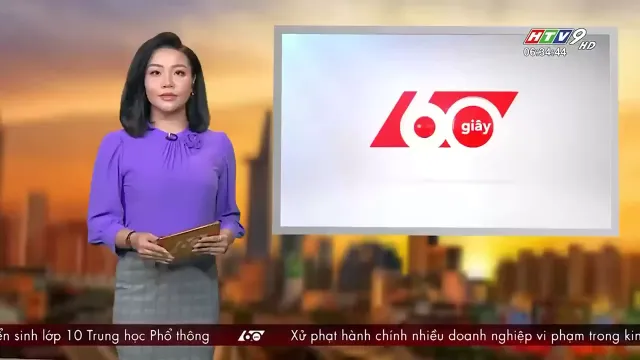 HTV9 HD
06:34:44
60 giây
ển sinh lớp 10 Trung học Phổ thông 60 Xử phạt hành chính nhiều doanh nghiệp vi phạm trong kin